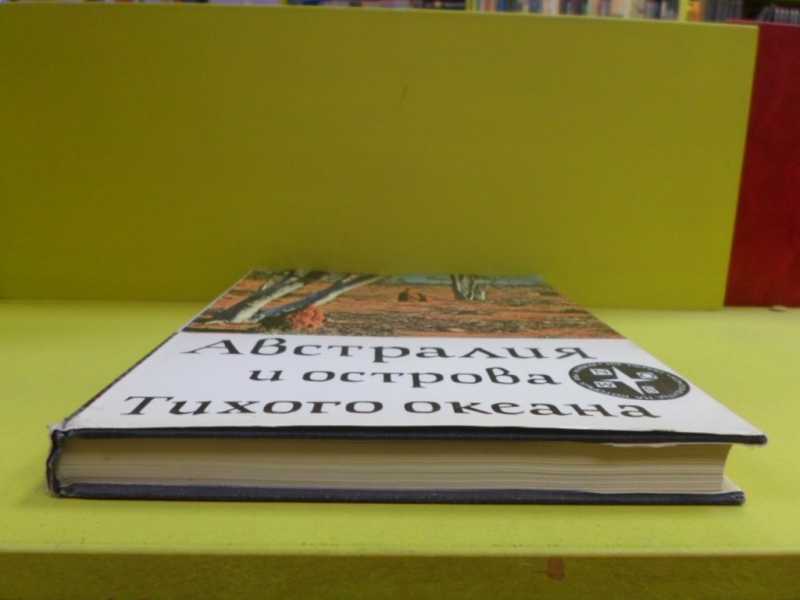 Австралия
и острова
Тихого океана